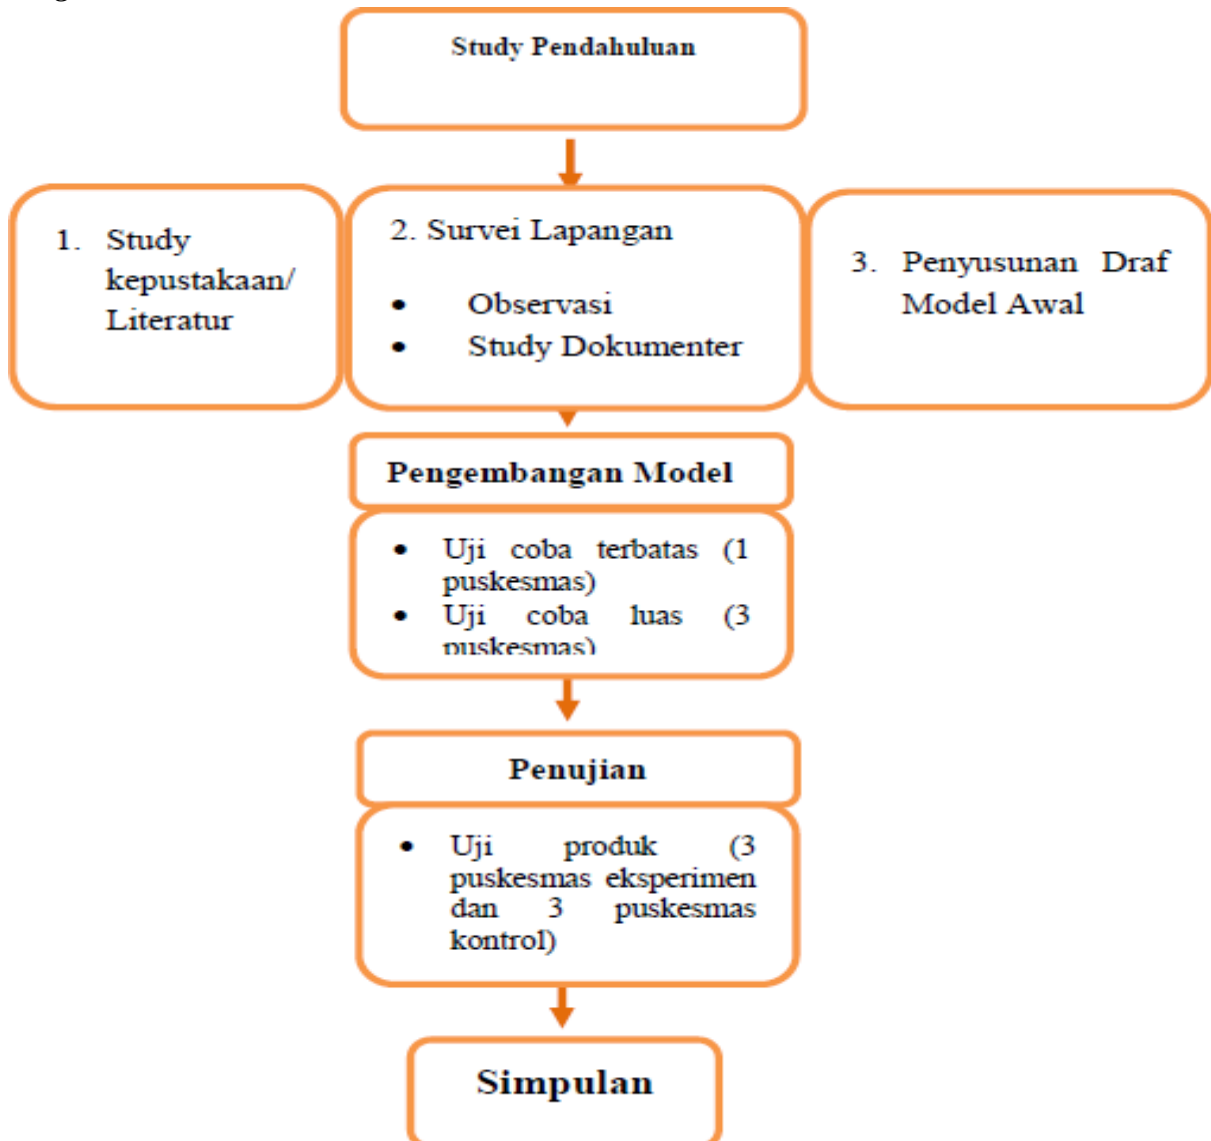 Study Pendahuluan
1. Study
kepustakaan/
Literatur
2. Survei Lapangan
• Observasi
• Study Dokumenter
3. Penyusunan Draf
Model Awal
Pengembangan Model
• Uji coba terbatas (1
puskesmas)
• Uji coba luas (3
puskesmas)
Penujian
• Uji produk (3
puskesmas eksperimen
dan 3 puskesmas
kontrol)
Simpulan